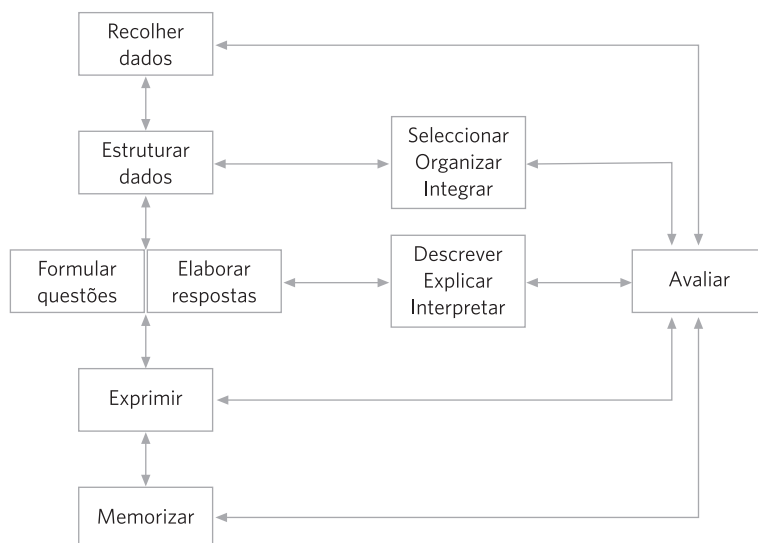 Recolher
dados
Estruturar
dados
Seleccionar
Organizar
Integrar
Formular
questões
Elaborar
respostas
Descrever
Explicar
Interpretar
Avaliar
Exprimir
Memorizar